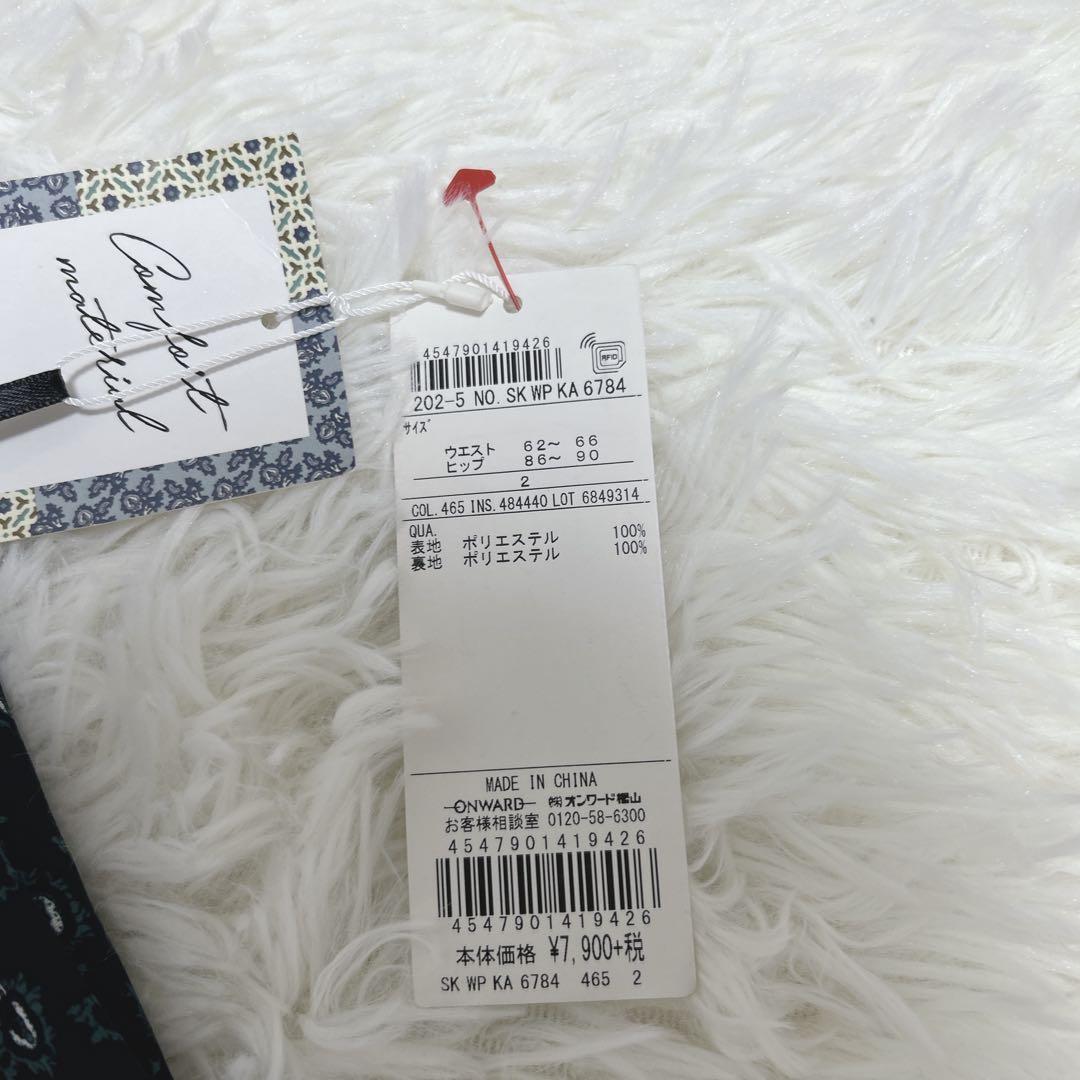 Comfort
material
4547901419426
RFID
202-5 NO. SK WP KA 6784
サイズ
ウエスト 62～ 66
ヒップ 86～ 90
2
COL. 465 INS. 484440 LOT 6849314
QUA.
表地 ポリエステル 100%
裏地 ポリエステル 100%
MADE IN CHINA
ONWARD ㈱オンワード樫山
お客様相談室 0120-58-6300
4547901419426
4547901419426
本体価格 ¥7,900+税
SK WP KA 6784 465 2